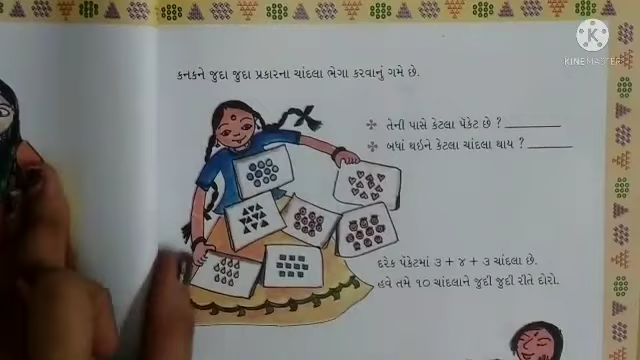 KINEMASTER
કનકને જુદા જુદા પ્રકારના ચાંદલા ભેગા કરવાનું ગમે છે.
તેની પાસે કેટલા પૅકેટ છે ?
બધાં થઇને કેટલા ચાંદલા થાય ?
દરેક પૅકેટમાં ૩ + ૪ + ૩ ચાંદલા છે.
હવે તમે ૧૦ ચાંદલાને જુદી જુદી રીતે દોરો.